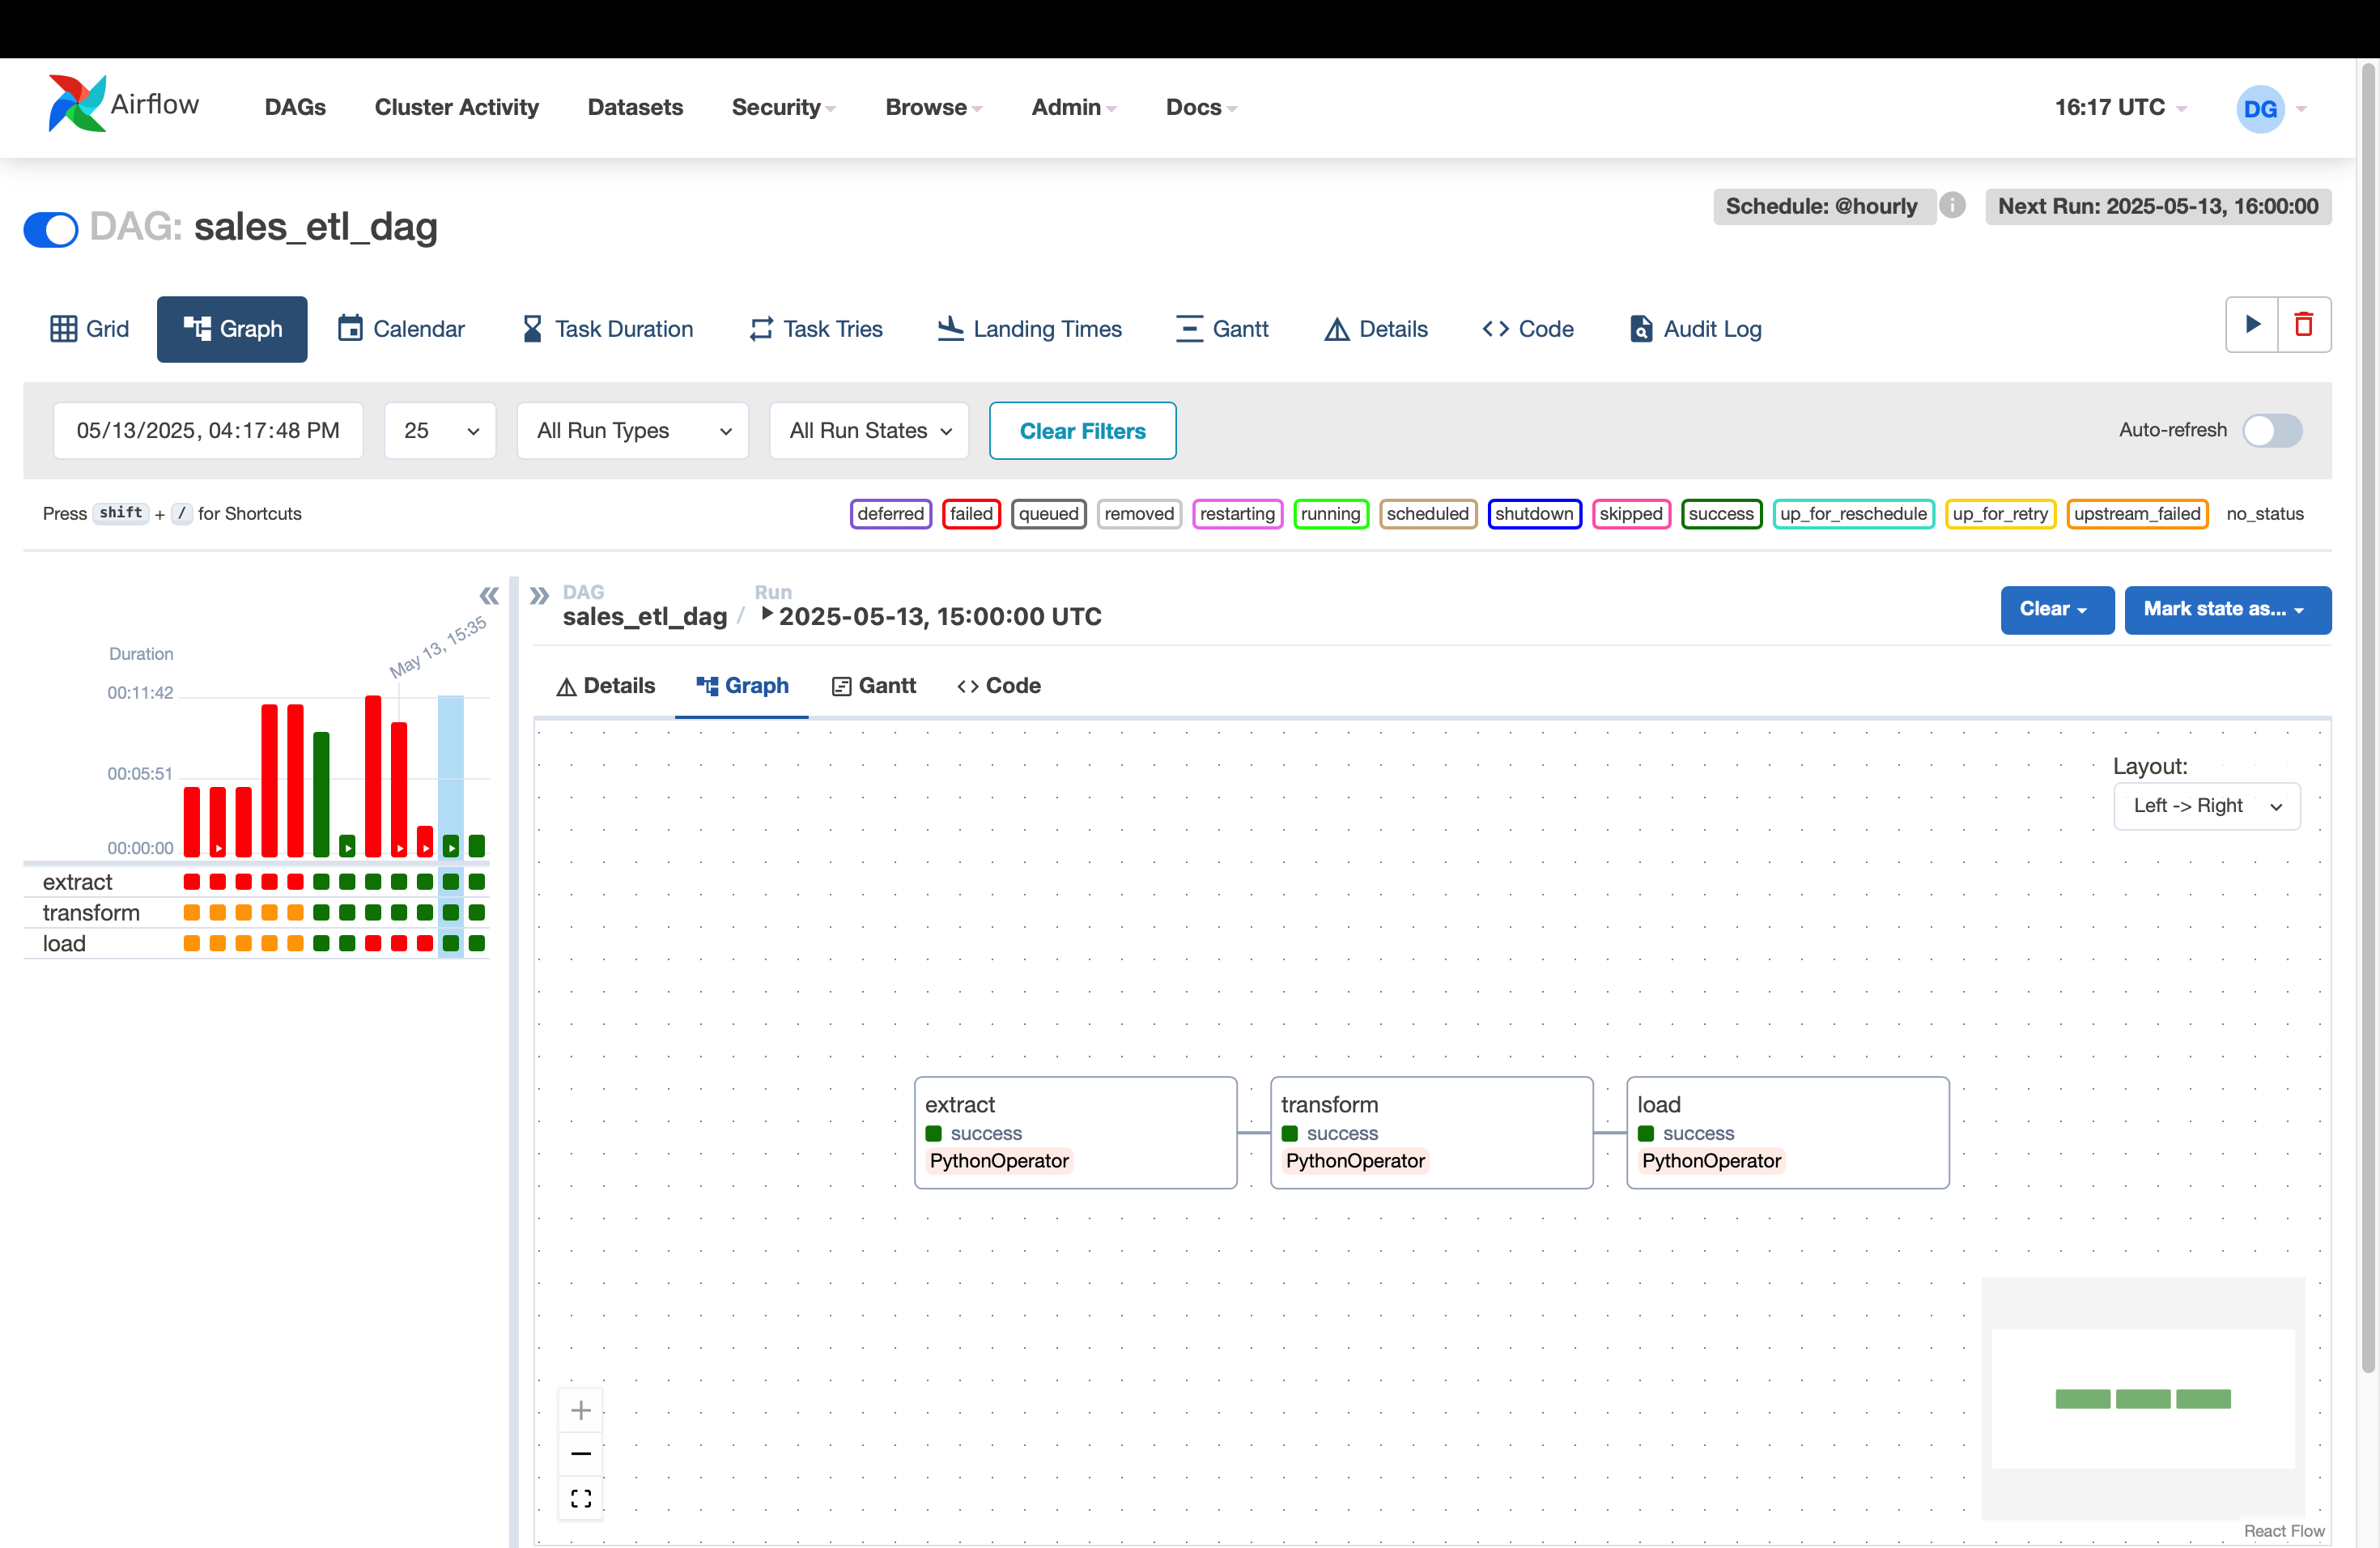 Airflow DAGs Cluster Activity Datasets Security Browse Admin Docs 16:17 UTC DG
Schedule: @hourly i Next Run: 2025-05-13, 16:00:00
DAG: sales_etl_dag
Grid Graph Calendar Task Duration Task Tries Landing Times Gantt Details Code Audit Log
05/13/2025, 04:17:48 PM 25 All Run Types All Run States Clear Filters Auto-refresh
Press shift + / for Shortcuts deferred failed queued removed restarting running scheduled shutdown skipped success up_for_reschedule up_for_retry upstream_failed no_status
DAG Run
sales_etl_dag / 2025-05-13, 15:00:00 UTC Clear Mark state as...
May 13, 15:35
Duration
00:11:42
00:05:51
00:00:00
extract
transform
load
Details Graph Gantt Code
Layout:
Left -> Right
extract
success
PythonOperator
transform
success
PythonOperator
load
success
PythonOperator
React Flow